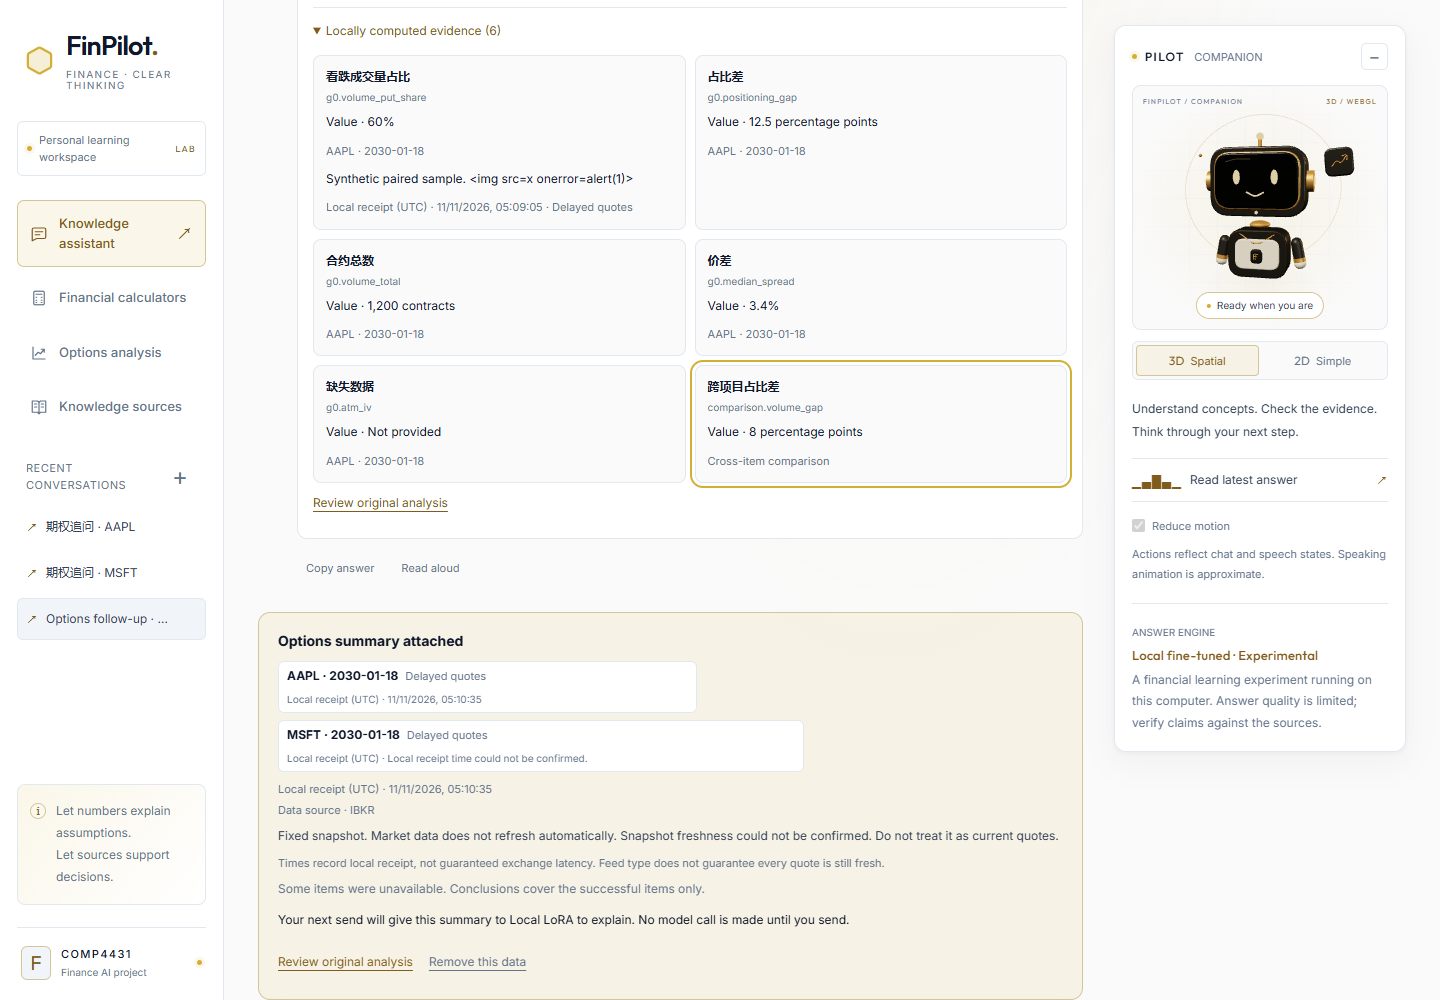 FinPilot.
FINANCE · CLEAR
THINKING
Personal learning
workspace
LAB
Knowledge
assistant
Financial calculators
Options analysis
Knowledge sources
RECENT
CONVERSATIONS
期权追问 · AAPL
期权追问 · MSFT
Options follow-up · ...
Let numbers explain
assumptions.
Let sources support
decisions.
F
COMP4431
Finance AI project
Locally computed evidence (6)
看跌成交量占比
g0.volume_put_share
Value · 60%
AAPL · 2030-01-18
Synthetic paired sample. <img src=x onerror=alert(1)>
Local receipt (UTC) · 11/11/2026, 05:09:05 · Delayed quotes
占比差
g0.positioning_gap
Value · 12.5 percentage points
AAPL · 2030-01-18
合约总数
g0.volume_total
Value · 1,200 contracts
AAPL · 2030-01-18
价差
g0.median_spread
Value · 3.4%
AAPL · 2030-01-18
缺失数据
g0.atm_iv
Value · Not provided
AAPL · 2030-01-18
跨项目占比差
comparison.volume_gap
Value · 8 percentage points
Cross-item comparison
Review original analysis
Copy answer
Read aloud
Options summary attached
AAPL · 2030-01-18 Delayed quotes
Local receipt (UTC) · 11/11/2026, 05:10:35
MSFT · 2030-01-18 Delayed quotes
Local receipt (UTC) · Local receipt time could not be confirmed.
Local receipt (UTC) · 11/11/2026, 05:10:35
Data source · IBKR
Fixed snapshot. Market data does not refresh automatically. Snapshot freshness could not be confirmed. Do not treat it as current quotes.
Times record local receipt, not guaranteed exchange latency. Feed type does not guarantee every quote is still fresh.
Some items were unavailable. Conclusions cover the successful items only.
Your next send will give this summary to Local LoRA to explain. No model call is made until you send.
Review original analysis
Remove this data
PILOT COMPANION
FINPILOT / COMPANION
3D / WEBGL
F
Ready when you are
3D Spatial
2D Simple
Understand concepts. Check the evidence.
Think through your next step.
Read latest answer
Reduce motion
Actions reflect chat and speech states. Speaking
animation is approximate.
ANSWER ENGINE
Local fine-tuned · Experimental
A financial learning experiment running on
this computer. Answer quality is limited;
verify claims against the sources.